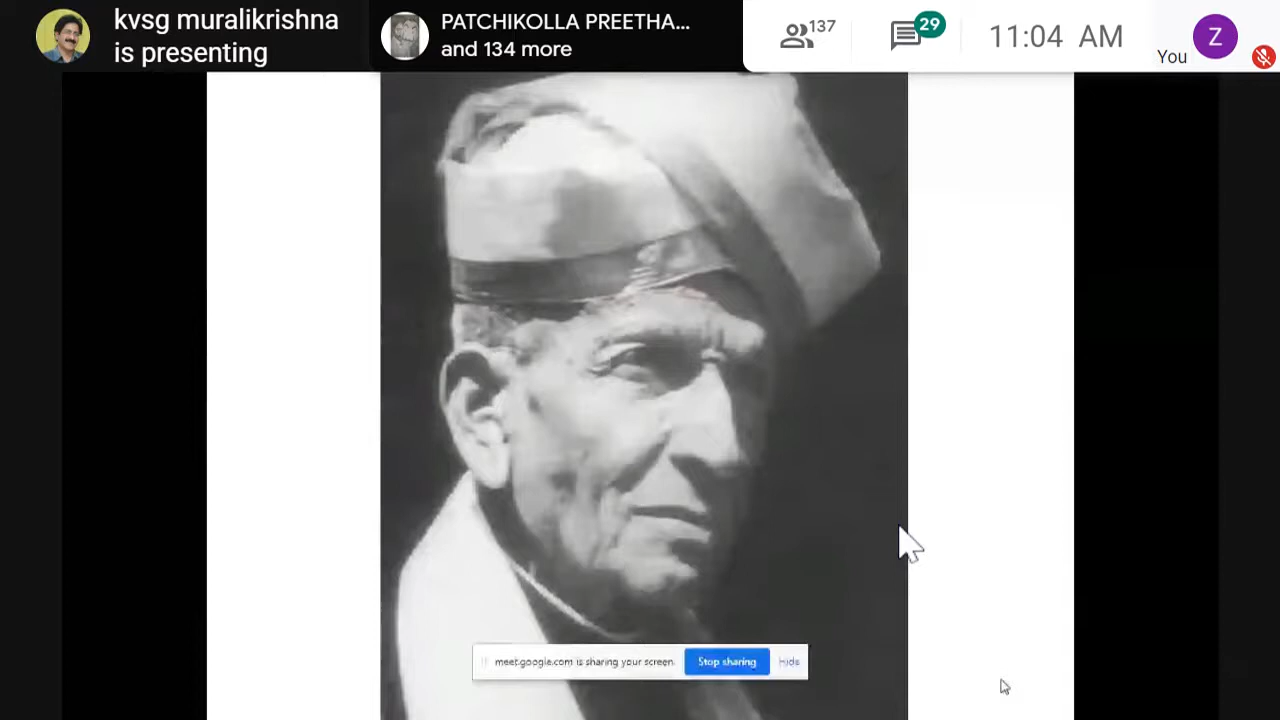 kvsg muralikrishna
is presenting
PATCHIKOLLA PREETHA...
and 134 more
137
29
11:04 AM
You
Z
meet.google.com is sharing your screen.
Stop sharing
Hide